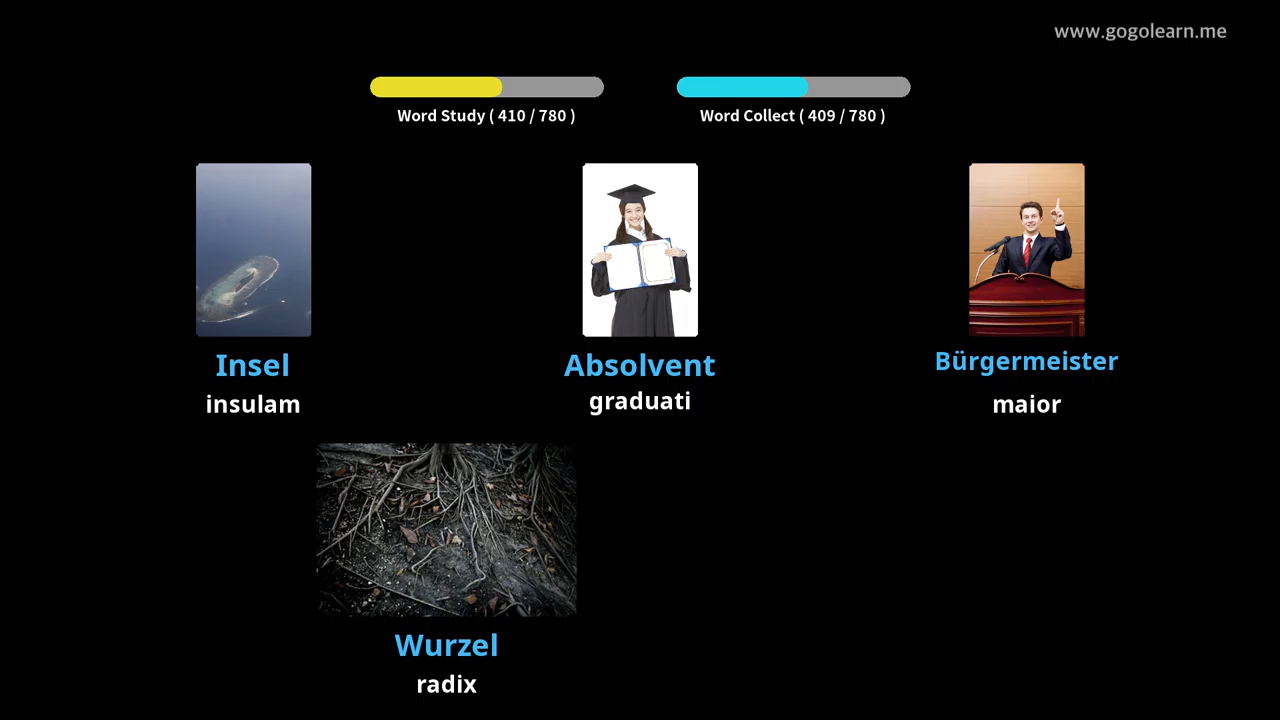 www.gogolearn.me
Word Study ( 410 / 780 )
Word Collect ( 409 / 780 )
Insel
insulam
Absolvent
graduati
Bürgermeister
maior
Wurzel
radix